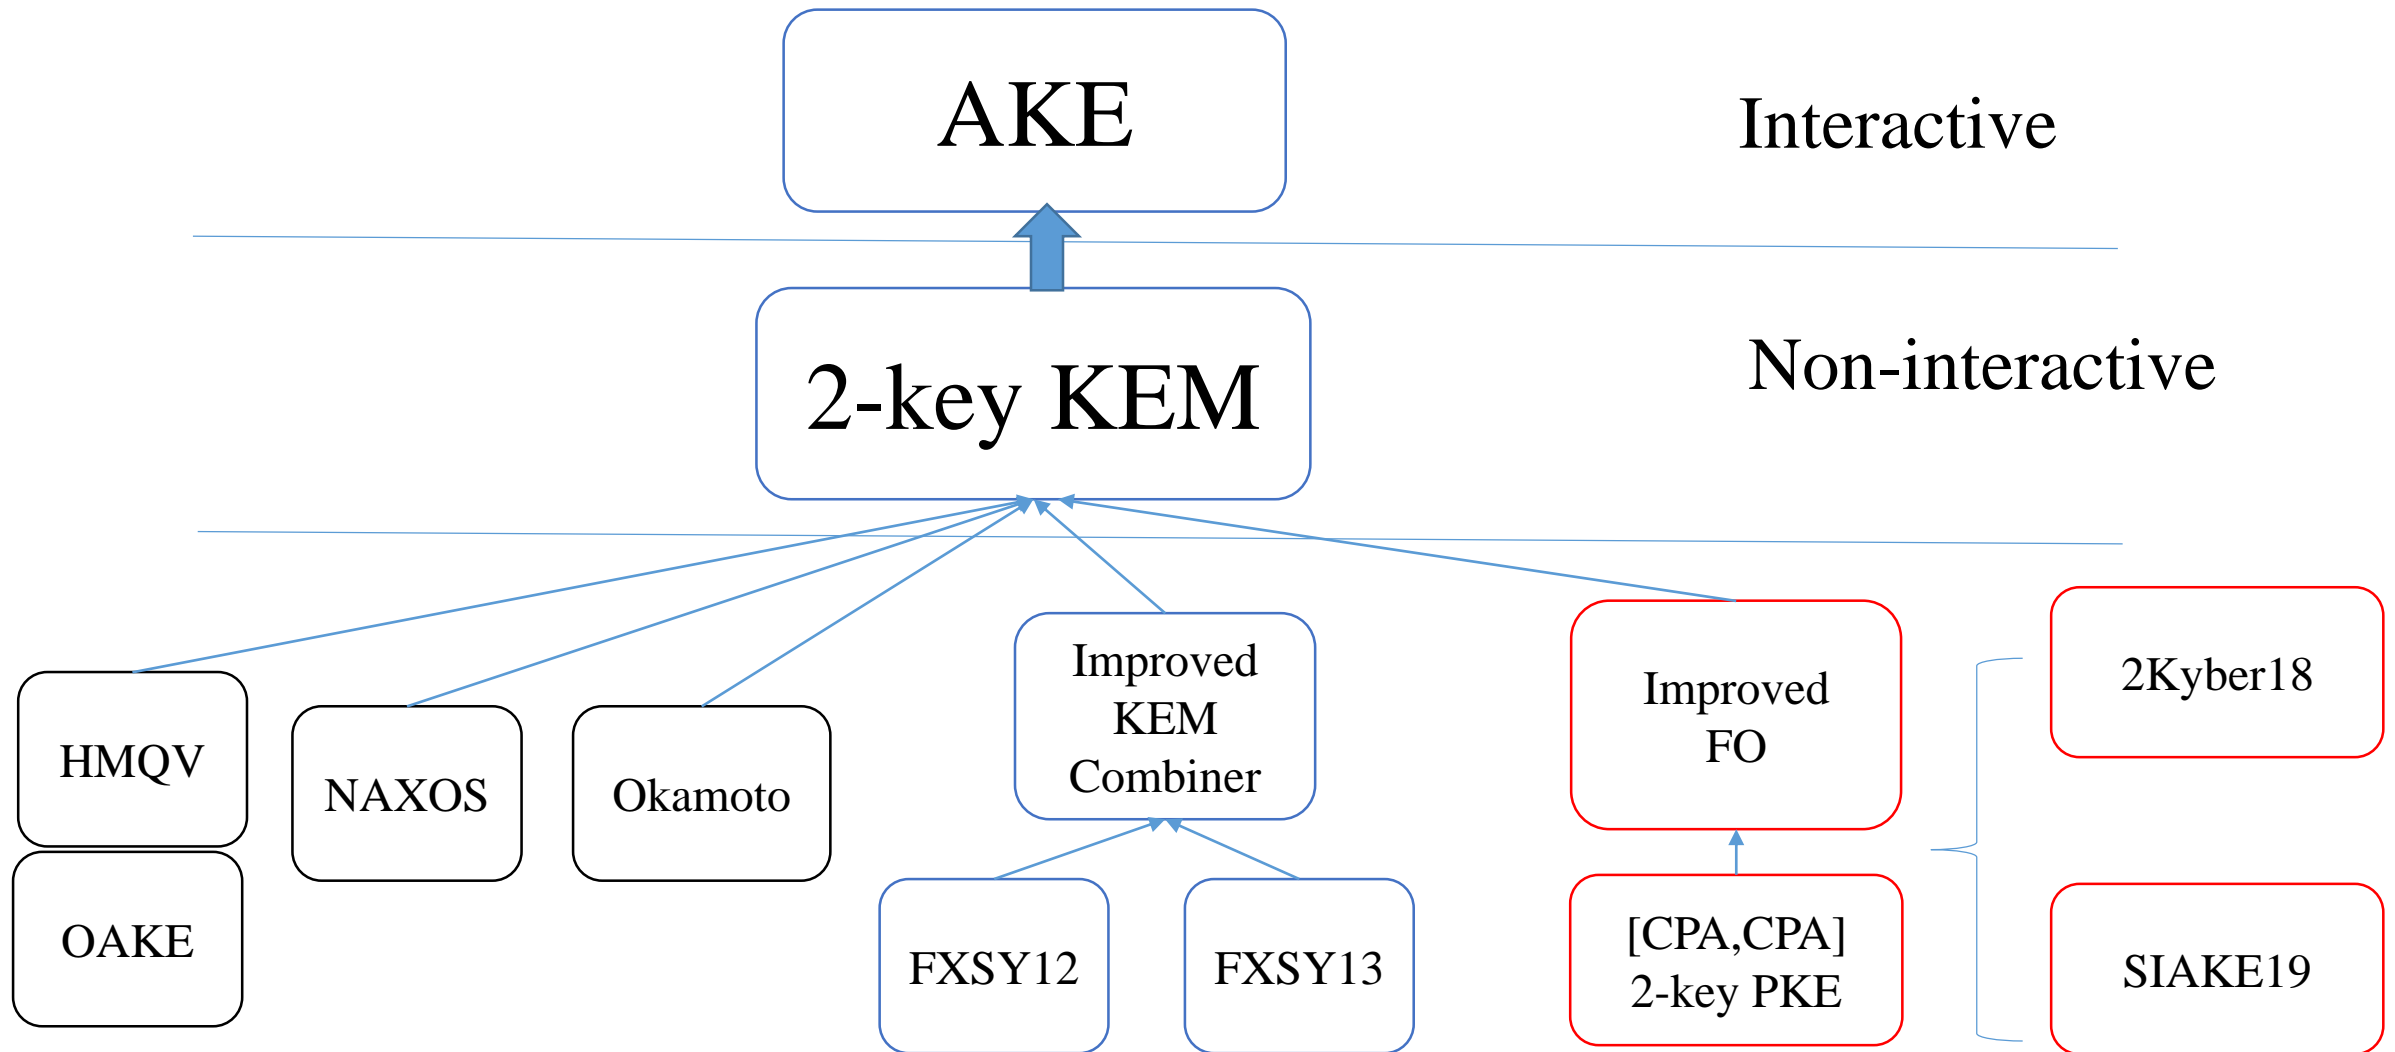 AKE
Interactive
2-key KEM
Non-interactive
HMQV
OAKE
NAXOS
Okamoto
Improved
KEM
Combiner
FXSY12
FXSY13
Improved
FO
[CPA,CPA]
2-key PKE
2Kyber18
SIAKE19